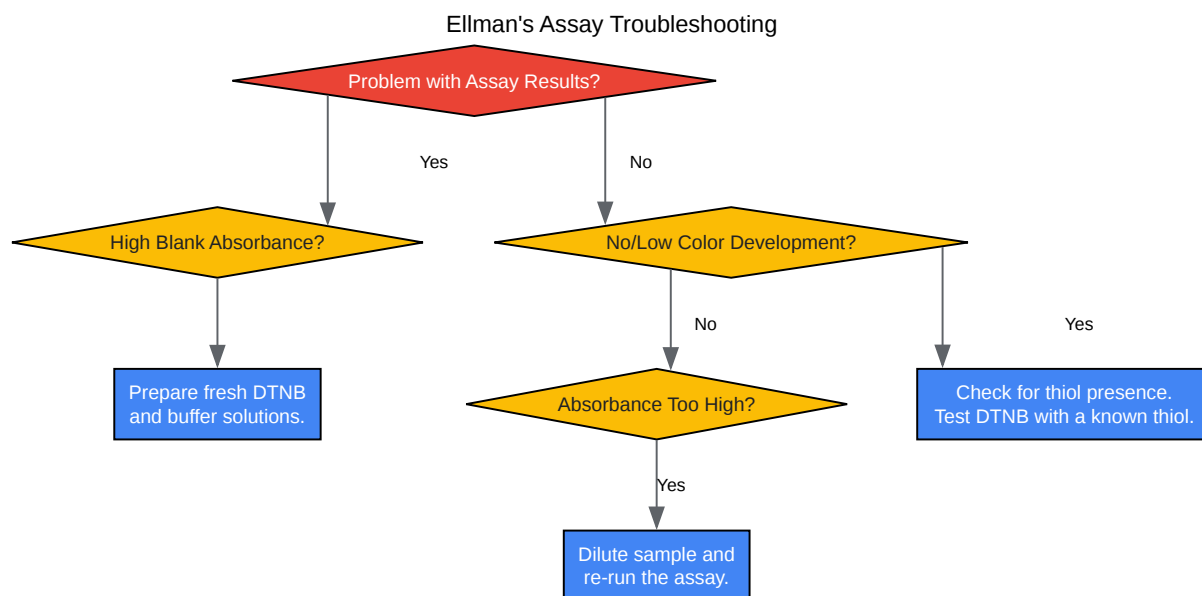 Ellman's Assay Troubleshooting
Problem with Assay Results?
Yes
No
High Blank Absorbance?
No/Low Color Development?
No
Yes
Prepare fresh DTNB
and buffer solutions.
Absorbance Too High?
Check for thiol presence.
Test DTNB with a known thiol.
Yes
Dilute sample and
re-run the assay.